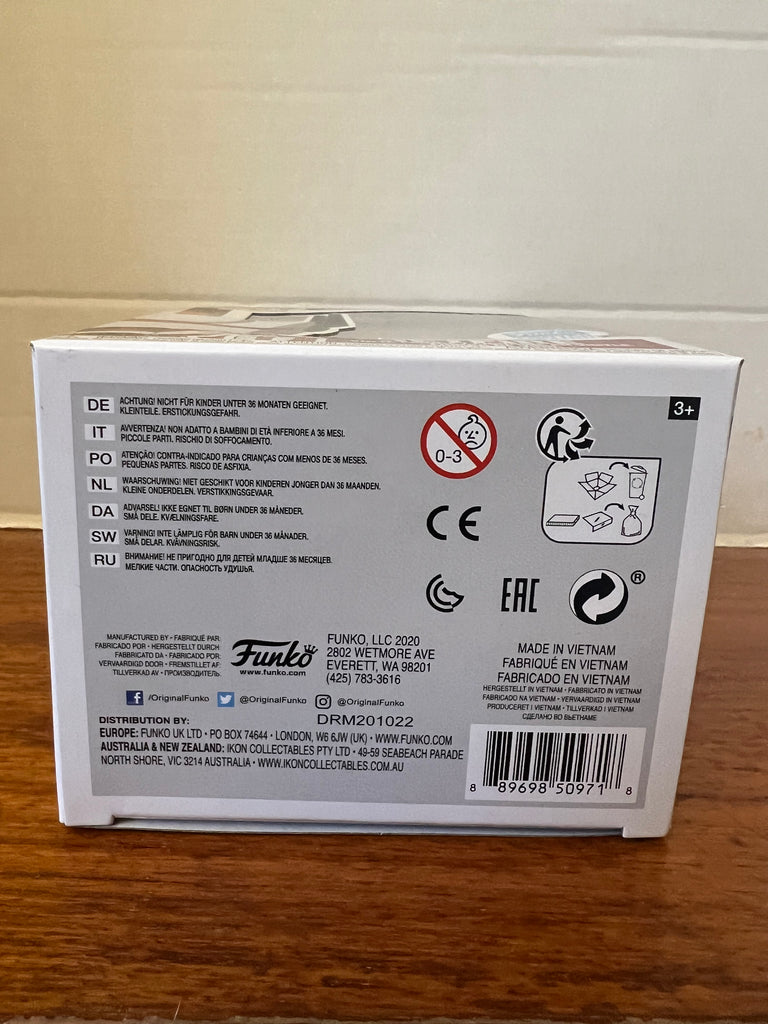 DE ACHTUNG! NICHT FÜR KINDER UNTER 36 MONATEN GEEIGNET.
KLEINTEILE. ERSTICKUNGSGEFAHR.
IT AVVERTENZA! NON ADATTO A BAMBINI DI ETÀ INFERIORE A 36 MESI.
PICCOLE PARTI. RISCHIO DI SOFFOCAMENTO.
PO ATENÇÃO! CONTRA-INDICADO PARA CRIANÇAS COM MENOS DE 36 MESES.
PEQUENAS PARTES. RISCO DE ASFIXIA.
NL WAARSCHUWING! NIET GESCHIKT VOOR KINDEREN JONGER DAN 36 MAANDEN.
KLEINE ONDERDELEN. VERSTIKKINGSGEVAAR.
DA ADVARSEL! IKKE EGNET TIL BØRN UNDER 36 MÅNEDER.
SMÅ DELE. KVÆLNINGSFARE.
SW VARNING! INTE LÄMPLIG FÖR BARN UNDER 36 MÅNADER.
SMÅ DELAR. KVÄVNINGSRISK.
RU ВНИМАНИЕ! НЕ ПРИГОДНО ДЛЯ ДЕТЕЙ МЛАДШЕ 36 МЕСЯЦЕВ.
МЕЛКИЕ ЧАСТИ. ОПАСНОСТЬ УДУШЬЯ.
0-3
3+
CE
EAC
®
MANUFACTURED BY • FABRIQUÉ PAR:
FABRICADO POR • HERGESTELLT DURCH:
FABBRICATO DA • FABRICADO POR:
VERVAARDIGD DOOR • FREMSTILLET AF:
TILLVERKAD AV • ПРОИЗВОДИТЕЛЬ:
Funko
www.funko.com
FUNKO, LLC 2020
2802 WETMORE AVE
EVERETT, WA 98201
(425) 783-3616
MADE IN VIETNAM
FABRIQUÉ EN VIETNAM
FABRICADO EN VIETNAM
HERGESTELLT IN VIETNAM • FABBRICATO IN VIETNAM
FABRICADO NA VIETNAM • VERVAARDIGD IN VIETNAM
PRODUCERET I VIETNAM • TILLVERKAD I VIETNAM
СДЕЛАНО ВО ВЬЕТНАМЕ
f /OriginalFunko @OriginalFunko @OriginalFunko
DRM201022
DISTRIBUTION BY:
EUROPE: FUNKO UK LTD • PO BOX 74644 • LONDON, W6 6JW (UK) • WWW.FUNKO.COM
AUSTRALIA & NEW ZEALAND: IKON COLLECTABLES PTY LTD • 49-59 SEABEACH PARADE
NORTH SHORE, VIC 3214 AUSTRALIA • WWW.IKONCOLLECTABLES.COM.AU
8 89698 50971 8